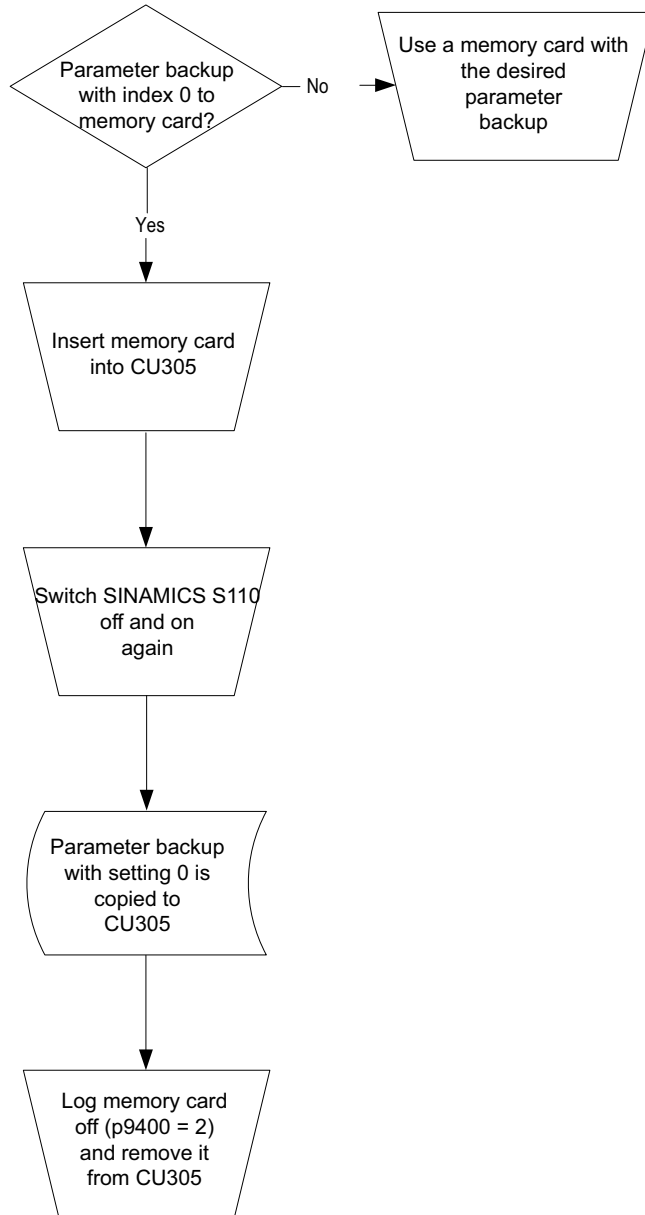 Parameter backup
with index 0 to
memory card?
No
Use a memory card with
the desired
parameter
backup
Yes
Insert memory card
into CU305
Switch SINAMICS S110
off and on
again
Parameter backup
with setting 0 is
copied to
CU305
Log memory card
off (p9400 = 2)
and remove it
from CU305